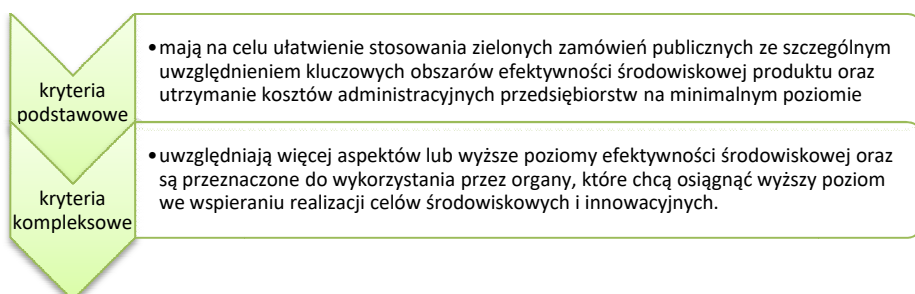 kryteria
podstawowe
•mają na celu ułatwienie stosowania zielonych zamówień publicznych ze szczególnym
uwzględnieniem kluczowych obszarów efektywności środowiskowej produktu oraz
utrzymanie kosztów administracyjnych przedsiębiorstw na minimalnym poziomie
kryteria
kompleksowe
•uwzględniają więcej aspektów lub wyższe poziomy efektywności środowiskowej oraz
są przeznaczone do wykorzystania przez organy, które chcą osiągnąć wyższy poziom
we wspieraniu realizacji celów środowiskowych i innowacyjnych.